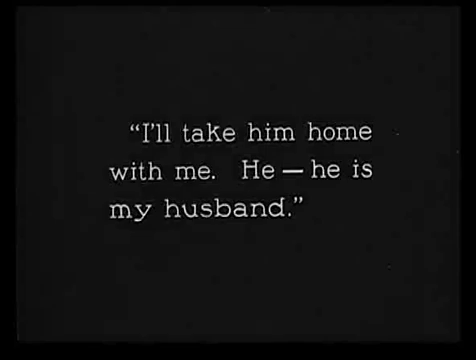 “I’ll take him home
with me. He — he is
my husband.”